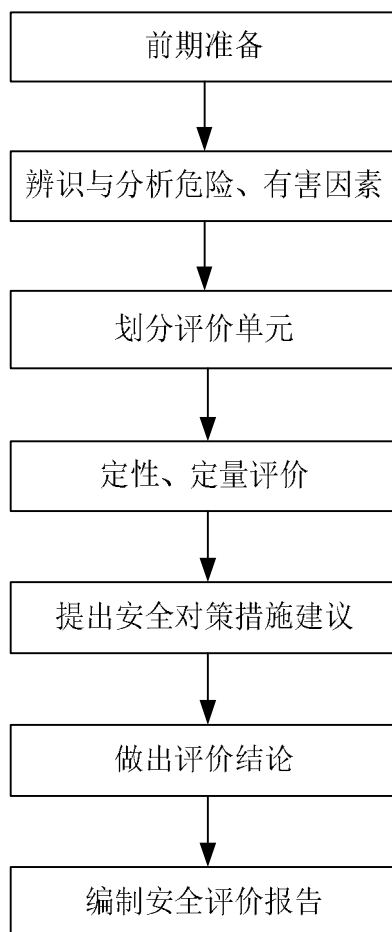 前期准备
辨识与分析危险、有害因素
划分评价单元
定性、定量评价
提出安全对策措施建议
做出评价结论
编制安全评价报告